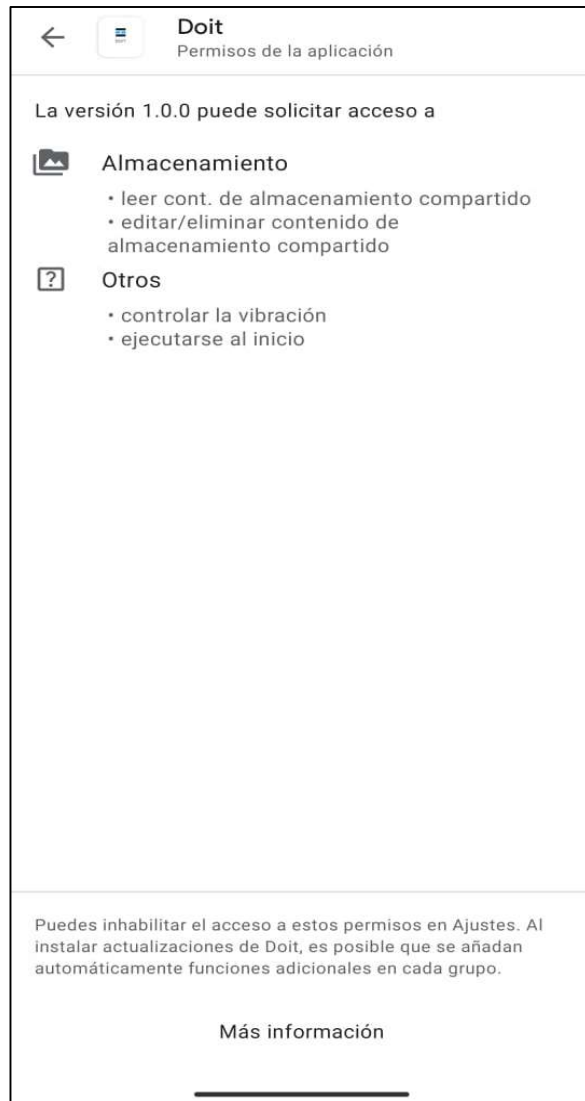 Doit
Permisos de la aplicación
La versión 1.0.0 puede solicitar acceso a
Almacenamiento
• leer cont. de almacenamiento compartido
• editar/eliminar contenido de
almacenamiento compartido
Otros
• controlar la vibración
• ejecutarse al inicio
Puedes inhabilitar el acceso a estos permisos en Ajustes. Al
instalar actualizaciones de Doit, es posible que se añadan
automáticamente funciones adicionales en cada grupo.
Más información